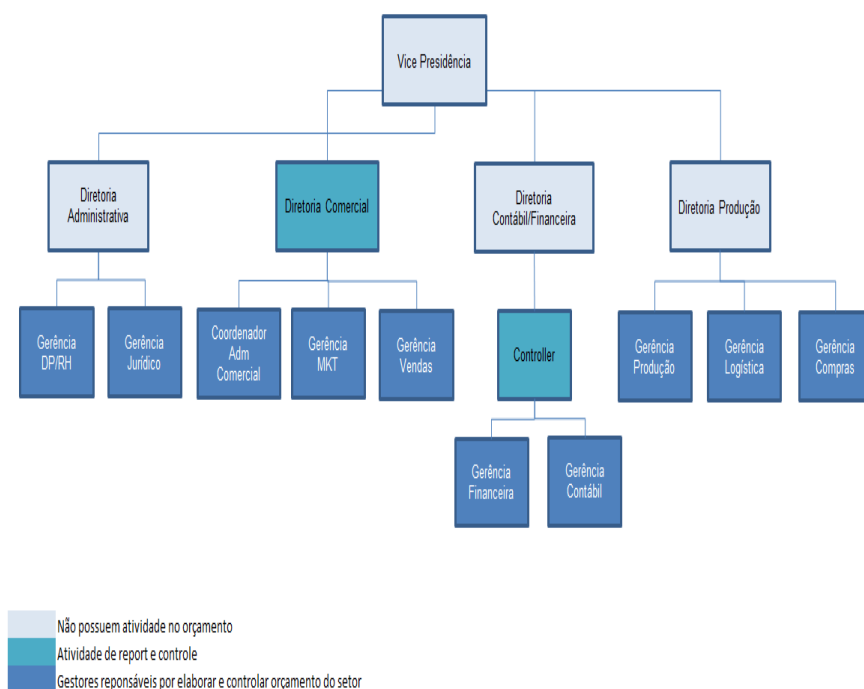 Vice Presidência
Diretoria
Administrativa
Diretoria Comercial
Diretoria
Contábil/Financeira
Diretoria Produção
Gerência
DP/RH
Gerência
Jurídico
Coordenador
Adm
Comercial
Gerência
MKT
Gerência
Vendas
Controller
Gerência
Produção
Gerência
Logística
Gerência
Compras
Gerência
Financeira
Gerência
Contábil
Não possuem atividade no orçamento
Atividade de report e controle
Gestores reponsáveis por elaborar e controlar orçamento do setor